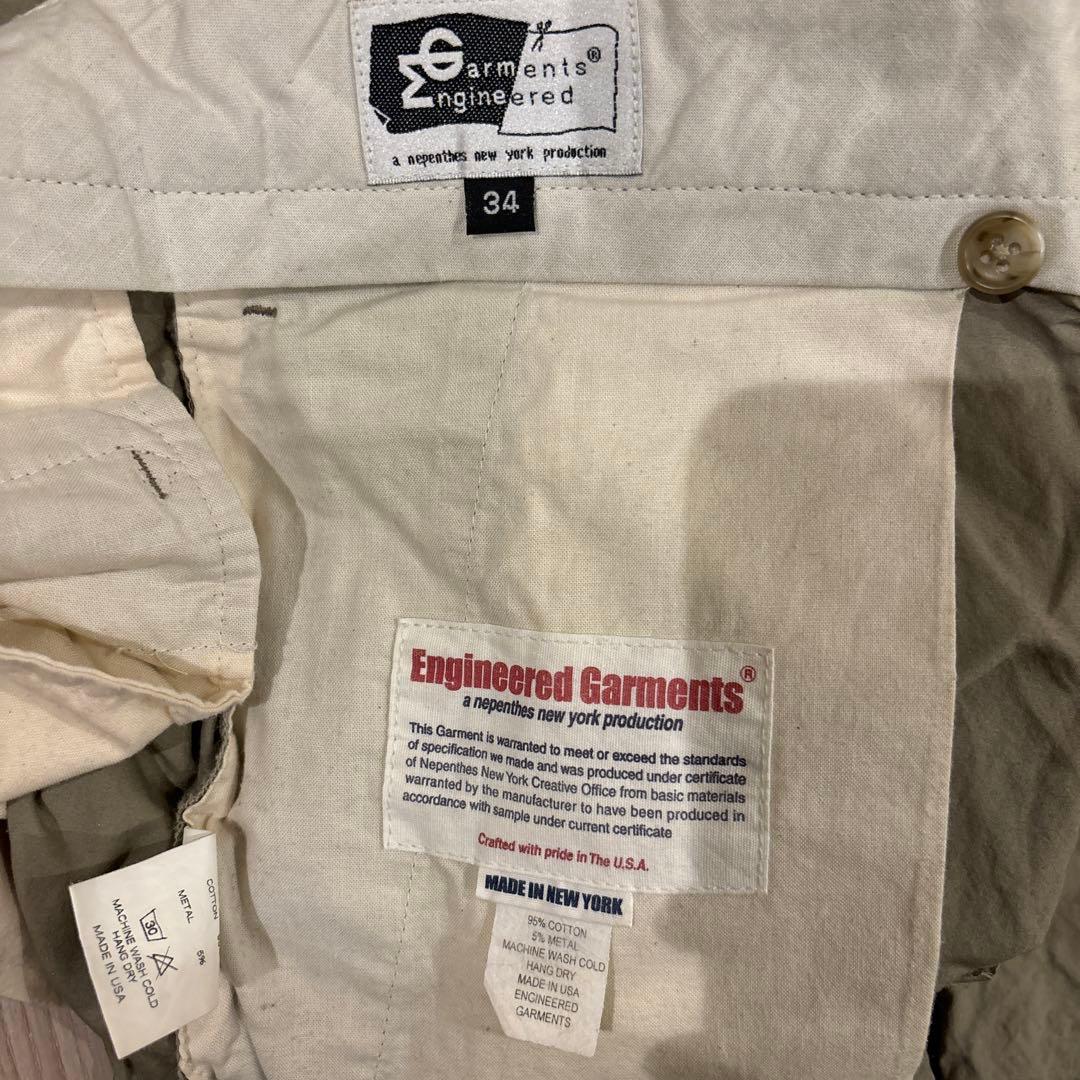 Garments®
Engineered
a nepenthes new york production
34
Engineered Garments®
a nepenthes new york production
This Garment is warranted to meet or exceed the standards
of specification we made and was produced under certificate
of Nepenthes New York Creative Office from basic materials
warranted by the manufacturer to have been produced in
accordance with sample under current certificate
Crafted with pride in The U.S.A.
MADE IN NEW YORK
95% COTTON
5% METAL
MACHINE WASH COLD
HANG DRY
MADE IN USA
ENGINEERED
GARMENTS
COTTON
METAL 5%
30
MACHINE WASH COLD
HANG DRY
MADE IN USA